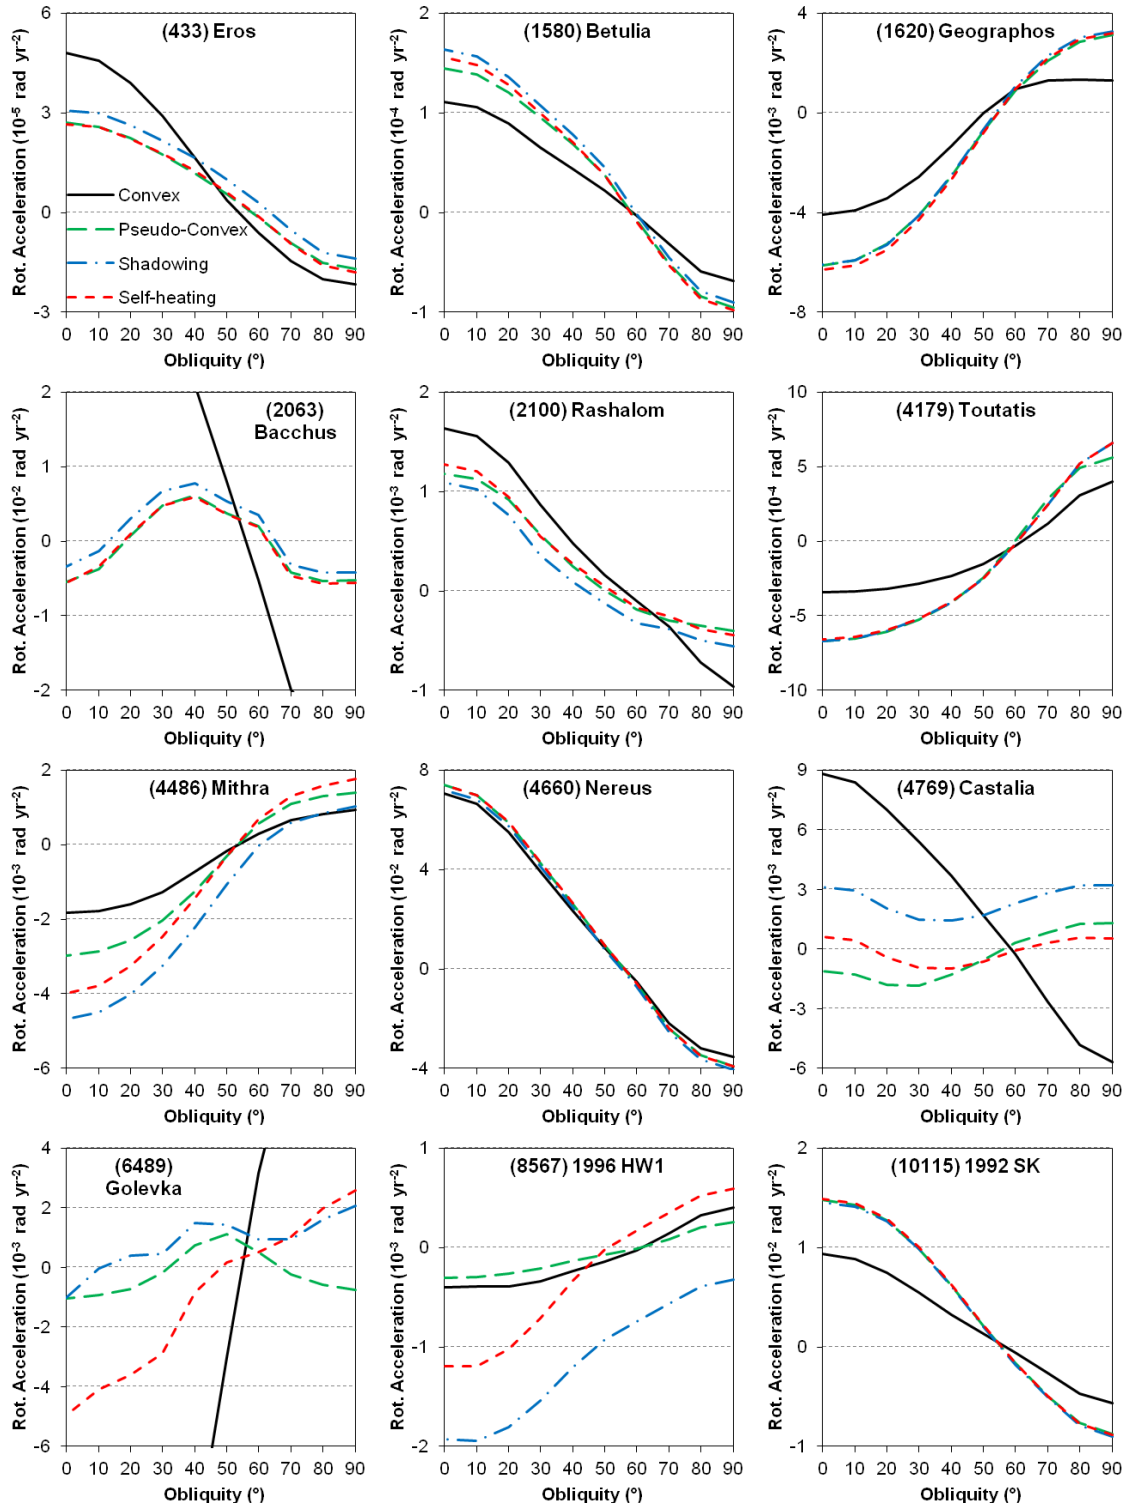 (433) Eros
Rot. Acceleration (10⁻⁵ rad yr⁻²)
6
3
0
-3
Convex
Pseudo-Convex
Shadowing
Self-heating
0 10 20 30 40 50 60 70 80 90
Obliquity (º)
(1580) Betulia
Rot. Acceleration (10⁻⁴ rad yr⁻²)
2
1
0
-1
0 10 20 30 40 50 60 70 80 90
Obliquity (º)
(1620) Geographos
Rot. Acceleration (10⁻³ rad yr⁻²)
4
0
-4
-8
0 10 20 30 40 50 60 70 80 90
Obliquity (º)
(2063)
Bacchus
Rot. Acceleration (10⁻² rad yr⁻²)
2
1
0
-1
-2
0 10 20 30 40 50 60 70 80 90
Obliquity (º)
(2100) Rashalom
Rot. Acceleration (10⁻³ rad yr⁻²)
2
1
0
-1
0 10 20 30 40 50 60 70 80 90
Obliquity (º)
(4179) Toutatis
Rot. Acceleration (10⁻⁴ rad yr⁻²)
10
5
0
-5
-10
0 10 20 30 40 50 60 70 80 90
Obliquity (º)
(4486) Mithra
Rot. Acceleration (10⁻³ rad yr⁻²)
2
0
-2
-4
-6
0 10 20 30 40 50 60 70 80 90
Obliquity (º)
(4660) Nereus
Rot. Acceleration (10⁻² rad yr⁻²)
8
4
0
-4
0 10 20 30 40 50 60 70 80 90
Obliquity (º)
(4769) Castalia
Rot. Acceleration (10⁻³ rad yr⁻²)
9
6
3
0
-3
-6
0 10 20 30 40 50 60 70 80 90
Obliquity (º)
(6489)
Golevka
Rot. Acceleration (10⁻³ rad yr⁻²)
4
2
0
-2
-4
-6
0 10 20 30 40 50 60 70 80 90
Obliquity (º)
(8567) 1996 HW1
Rot. Acceleration (10⁻³ rad yr⁻²)
1
0
-1
-2
0 10 20 30 40 50 60 70 80 90
Obliquity (º)
(10115) 1992 SK
Rot. Acceleration (10⁻² rad yr⁻²)
2
1
0
-1
0 10 20 30 40 50 60 70 80 90
Obliquity (º)